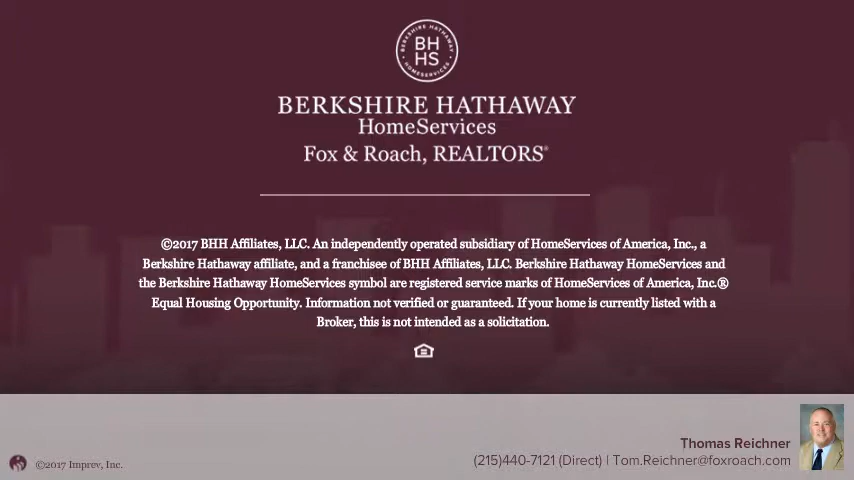 BERKSHIRE HATHAWAY
HOMESERVICES
BH
HS
BERKSHIRE HATHAWAY
HomeServices
Fox & Roach, REALTORS®
©2017 BHH Affiliates, LLC. An independently operated subsidiary of HomeServices of America, Inc., a
Berkshire Hathaway affiliate, and a franchisee of BHH Affiliates, LLC. Berkshire Hathaway HomeServices and
the Berkshire Hathaway HomeServices symbol are registered service marks of HomeServices of America, Inc.®
Equal Housing Opportunity. Information not verified or guaranteed. If your home is currently listed with a
Broker, this is not intended as a solicitation.
Thomas Reichner
(215)440-7121 (Direct) | Tom.Reichner@foxroach.com
©2017 Imprev, Inc.